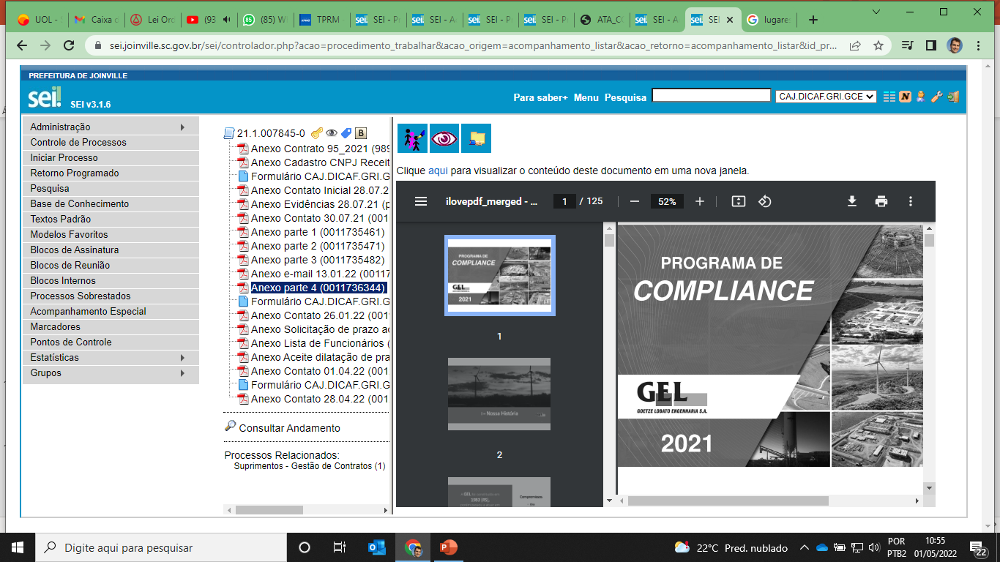 UOL -
Caixa d
Lei Orc
(93
(85) W
TPRM -
SEI - P
SEI - A
SEI - P
SEI - P
ATA_CO
SEI - A
SEI
lugare
sei.joinville.sc.gov.br/sei/controlador.php?acao=procedimento_trabalhar&acao_origem=acompanhamento_listar&acao_retorno=acompanhamento_listar&id_pr...
PREFEITURA DE JOINVILLE
sei! SEI v3.1.6
Para saber+ Menu Pesquisa
CAJ.DICAF.GRI.GCE
Administração
Controle de Processos
Iniciar Processo
Retorno Programado
Pesquisa
Base de Conhecimento
Textos Padrão
Modelos Favoritos
Blocos de Assinatura
Blocos de Reunião
Blocos Internos
Processos Sobrestados
Acompanhamento Especial
Marcadores
Pontos de Controle
Estatísticas
Grupos
21.1.007845-0
Anexo Contrato 95_2021 (989
Anexo Cadastro CNPJ Receit
Formulário CAJ.DICAF.GRI.G
Anexo Contato Inicial 28.07.2
Anexo Evidências 28.07.21 (p
Anexo Contato 30.07.21 (001
Anexo parte 1 (0011735461)
Anexo parte 2 (0011735471)
Anexo parte 3 (0011735482)
Anexo e-mail 13.01.22 (00117
Anexo parte 4 (0011736344)
Formulário CAJ.DICAF.GRI.G
Anexo Contato 26.01.22 (001
Anexo Solicitação de prazo ad
Anexo Lista de Funcionários (
Anexo Aceite dilatação de pra
Anexo Contato 01.04.22 (001
Formulário CAJ.DICAF.GRI.G
Anexo Contato 28.04.22 (001
Consultar Andamento
Processos Relacionados:
Suprimentos - Gestão de Contratos (1)
Clique aqui para visualizar o conteúdo deste documento em uma nova janela.
ilovepdf_merged - ...
1 / 125
52%
PROGRAMA DE
COMPLIANCE
GEL
2021
1
I - Nossa História
2
Compromissos
PROGRAMA DE
COMPLIANCE
GEL
GOETZE LOBATO ENGENHARIA S.A.
2021
Digite aqui para pesquisar
22°C Pred. nublado
POR
PTB2
10:55
01/05/2022
22